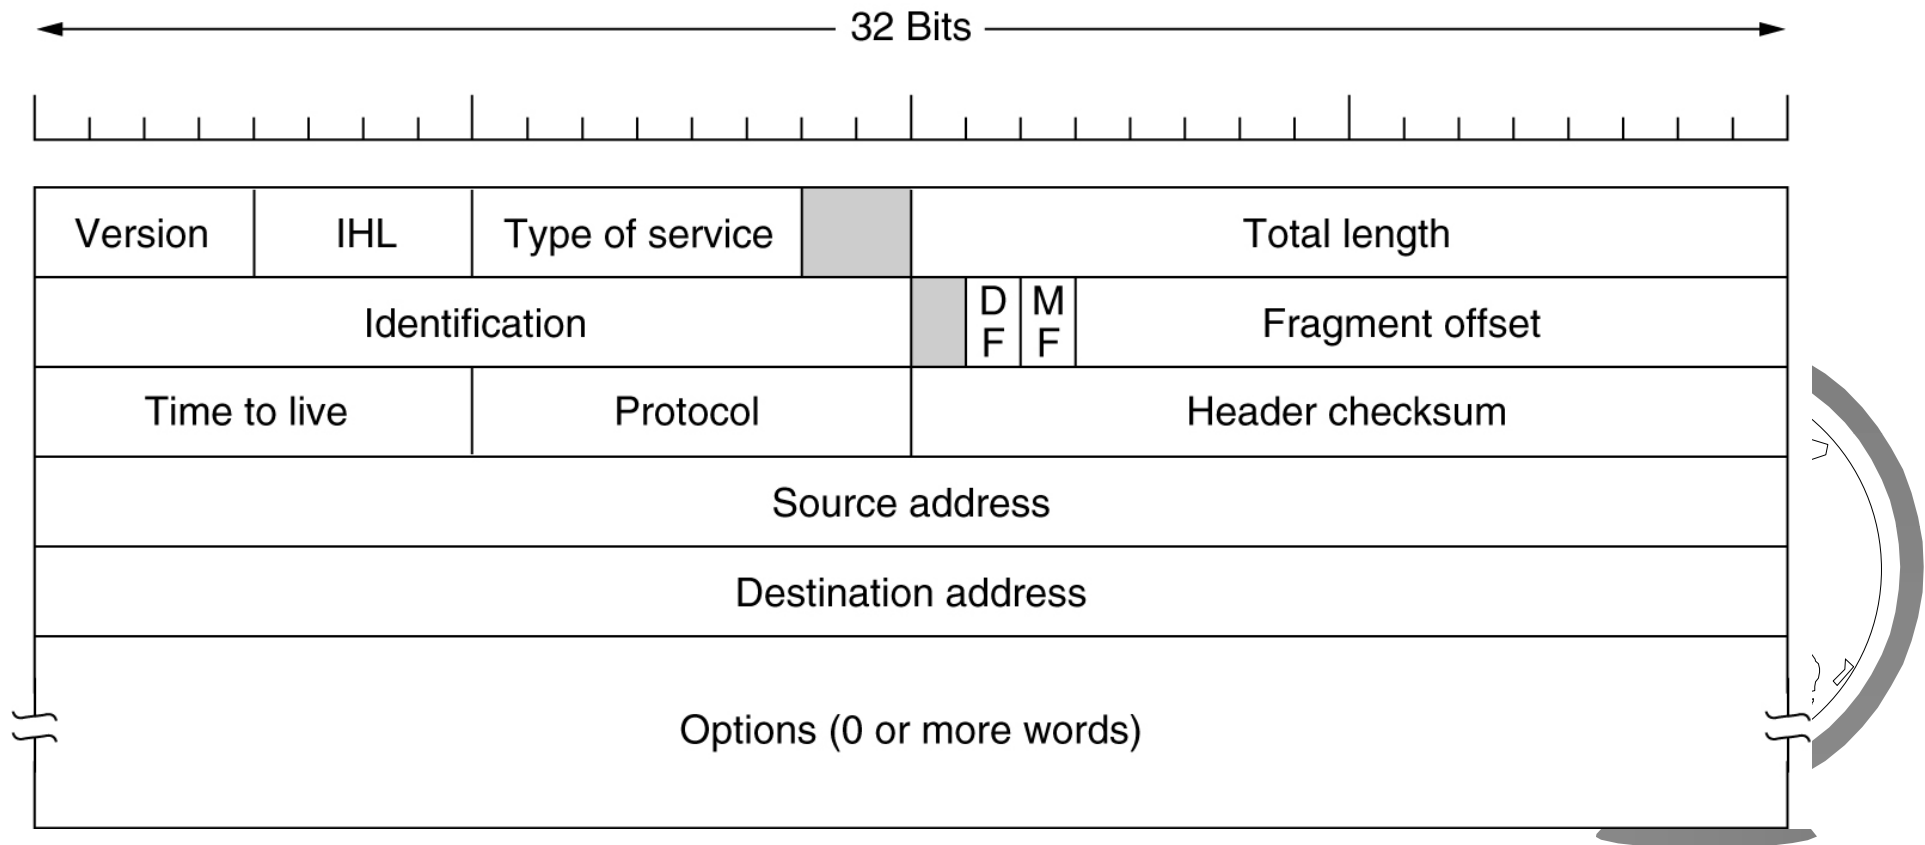 32 Bits
Version IHL Type of service Total length
Identification D F M F Fragment offset
Time to live Protocol Header checksum
Source address
Destination address
Options (0 or more words)